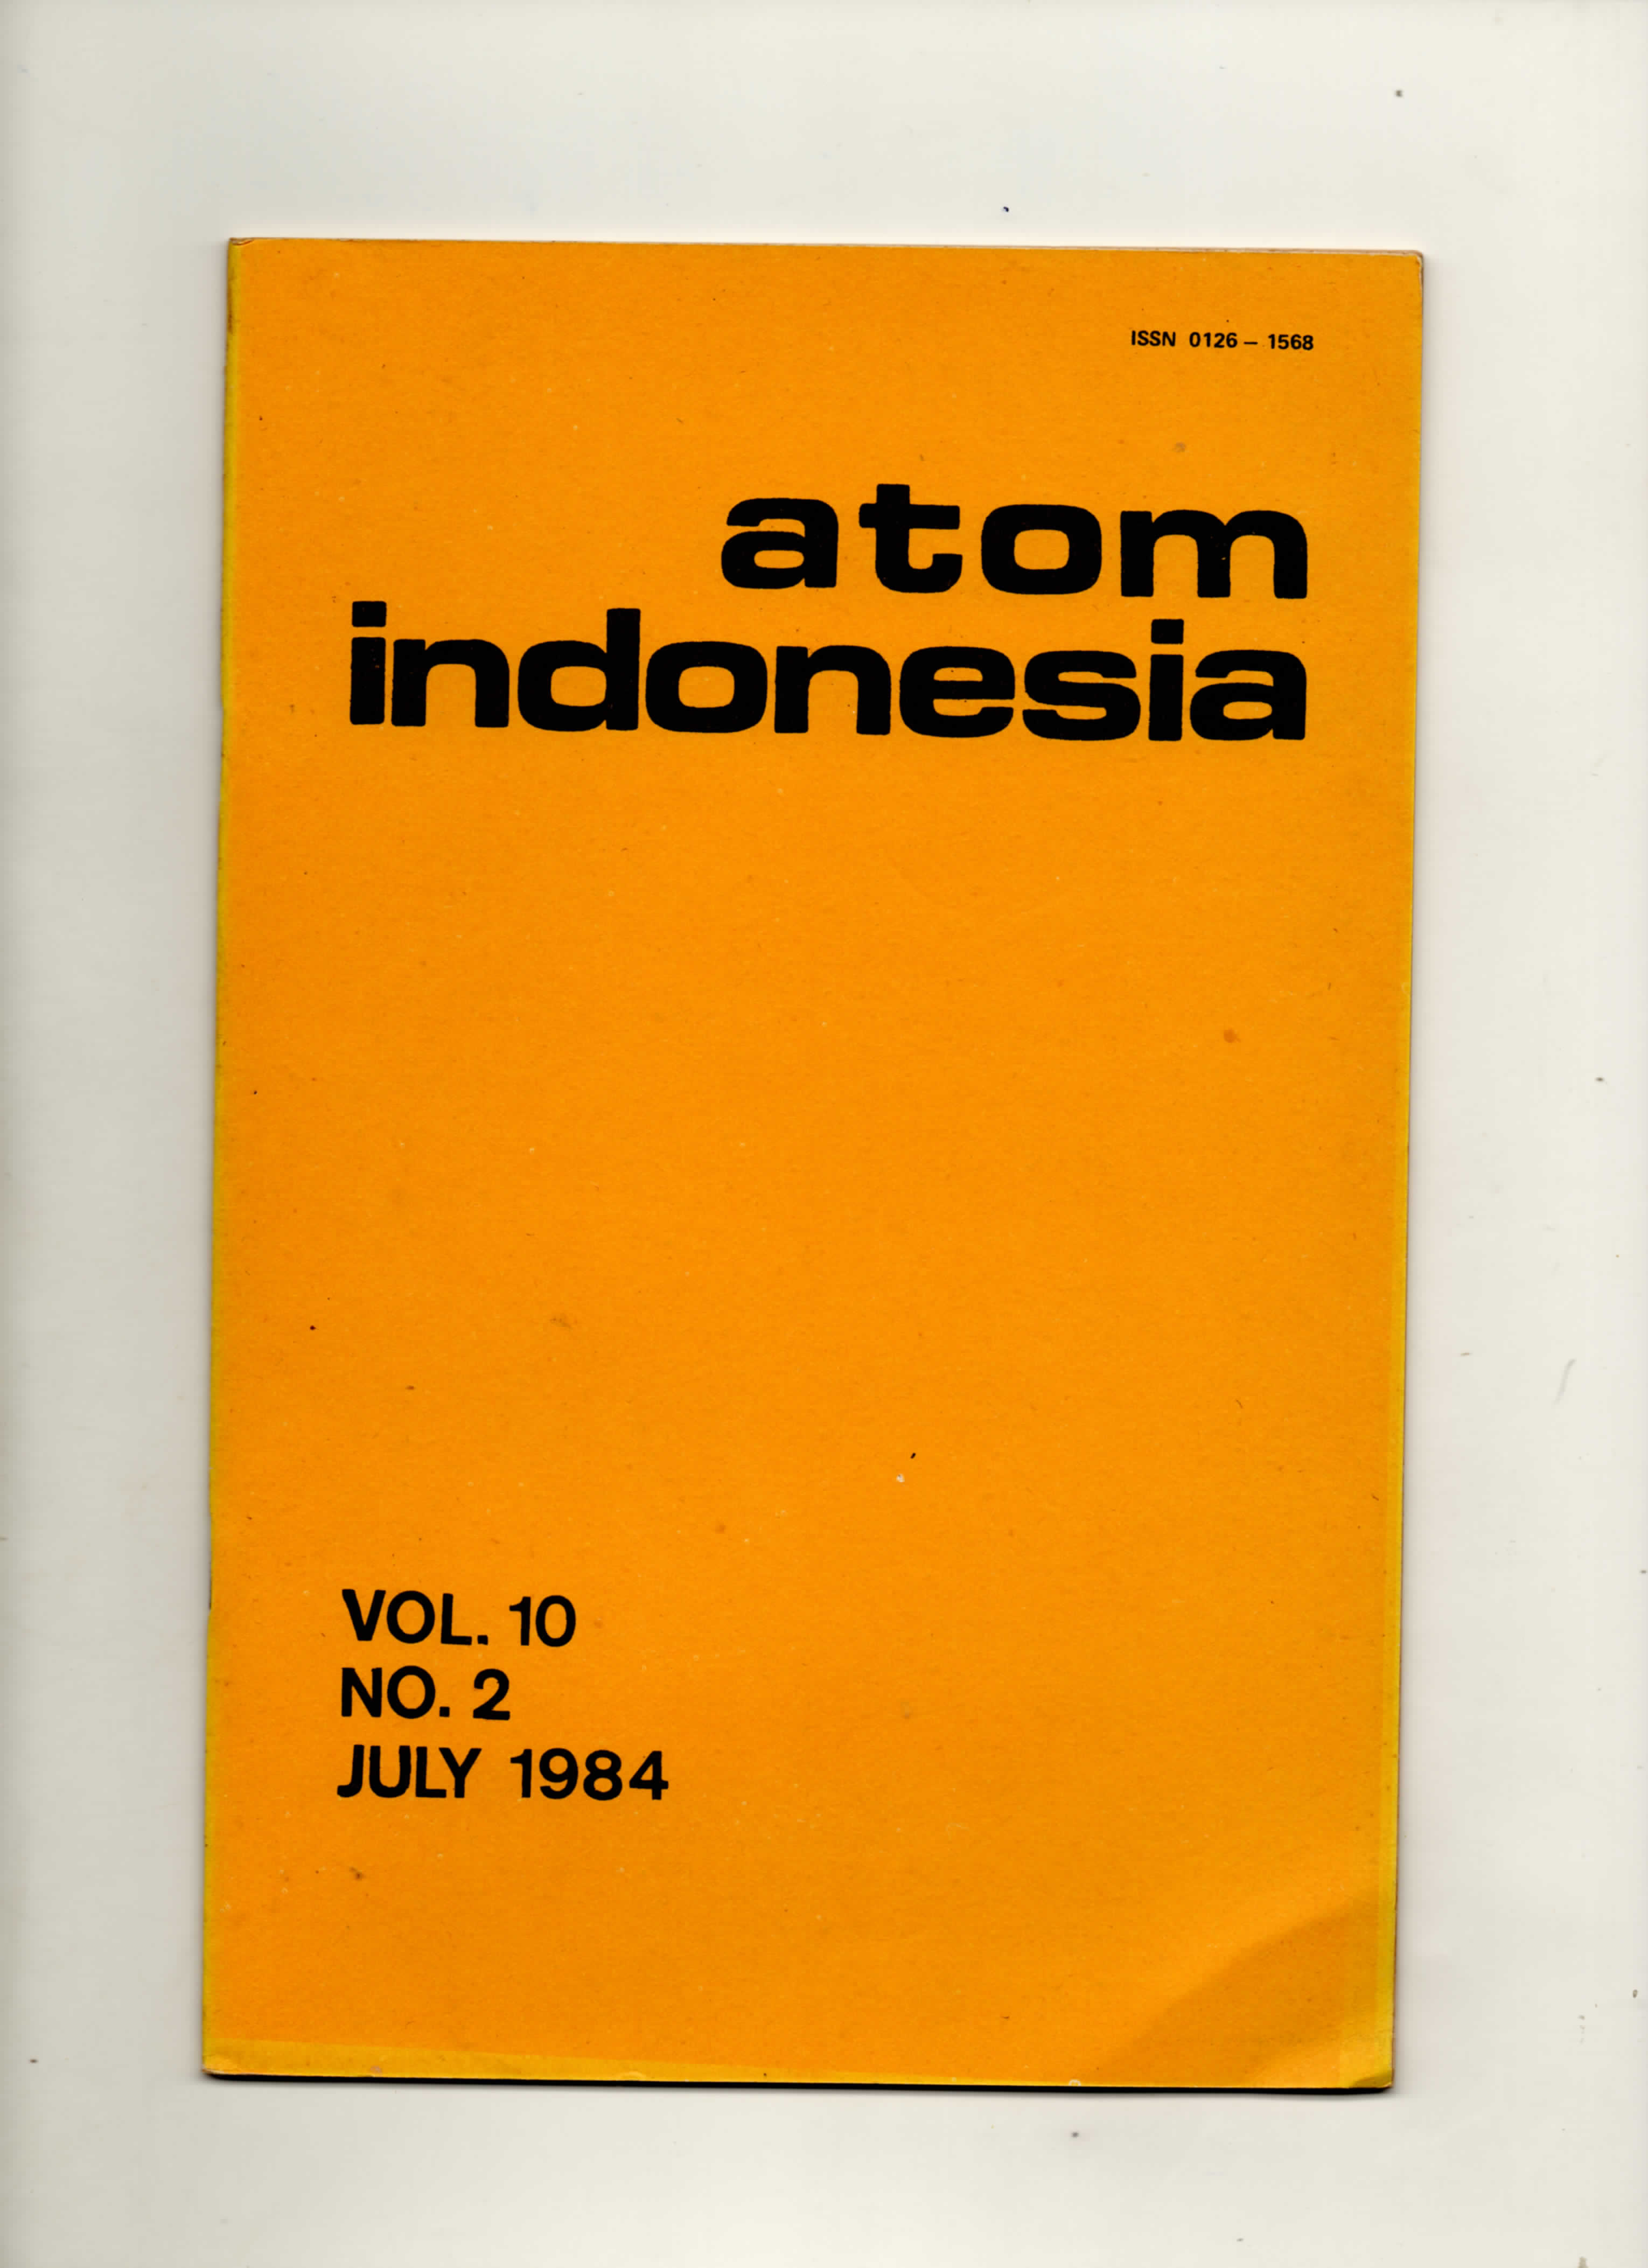 ISSN 0126 – 1568
atom
indonesia
VOL. 10
NO. 2
JULY 1984